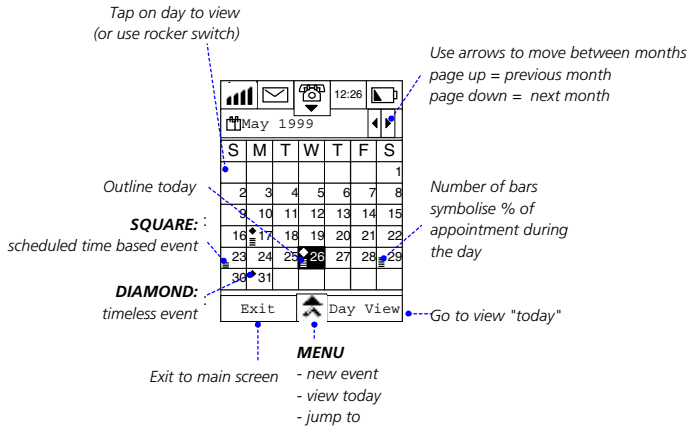 Tap on day to view
(or use rocker switch)
Use arrows to move between months
page up = previous month
page down = next month
12:26
May 1999
S M T W T F S
1
2 3 4 5 6 7 8
9 10 11 12 13 14 15
16 17 18 19 20 21 22
23 24 25 26 27 28 29
30 31
Outline today
SQUARE:
scheduled time based event
DIAMOND:
timeless event
Number of bars
symbolise % of
appointment during
the day
Exit
Day View
Go to view "today"
Exit to main screen
MENU
- new event
- view today
- jump to